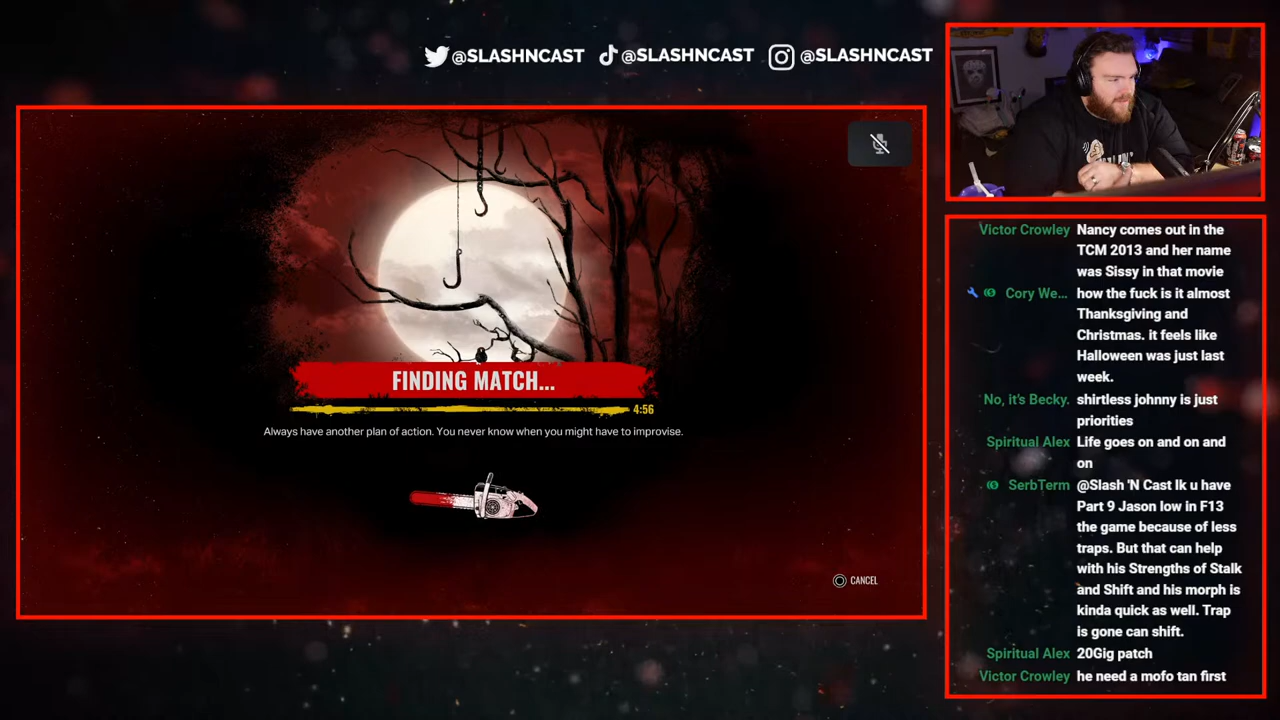 @SLASHNCAST @SLASHNCAST @SLASHNCAST
FINDING MATCH...
4:56
Always have another plan of action. You never know when you might have to improvise.
CANCEL
Victor Crowley Nancy comes out in the
TCM 2013 and her name
was Sissy in that movie
Cory We... how the fuck is it almost
Thanksgiving and
Christmas. it feels like
Halloween was just last
week.
No, it's Becky. shirtless johnny is just
priorities
Spiritual Alex Life goes on and on and
on
SerbTerm @Slash 'N Cast Ik u have
Part 9 Jason low in F13
the game because of less
traps. But that can help
with his Strengths of Stalk
and Shift and his morph is
kinda quick as well. Trap
is gone can shift.
Spiritual Alex 20Gig patch
Victor Crowley he need a mofo tan first